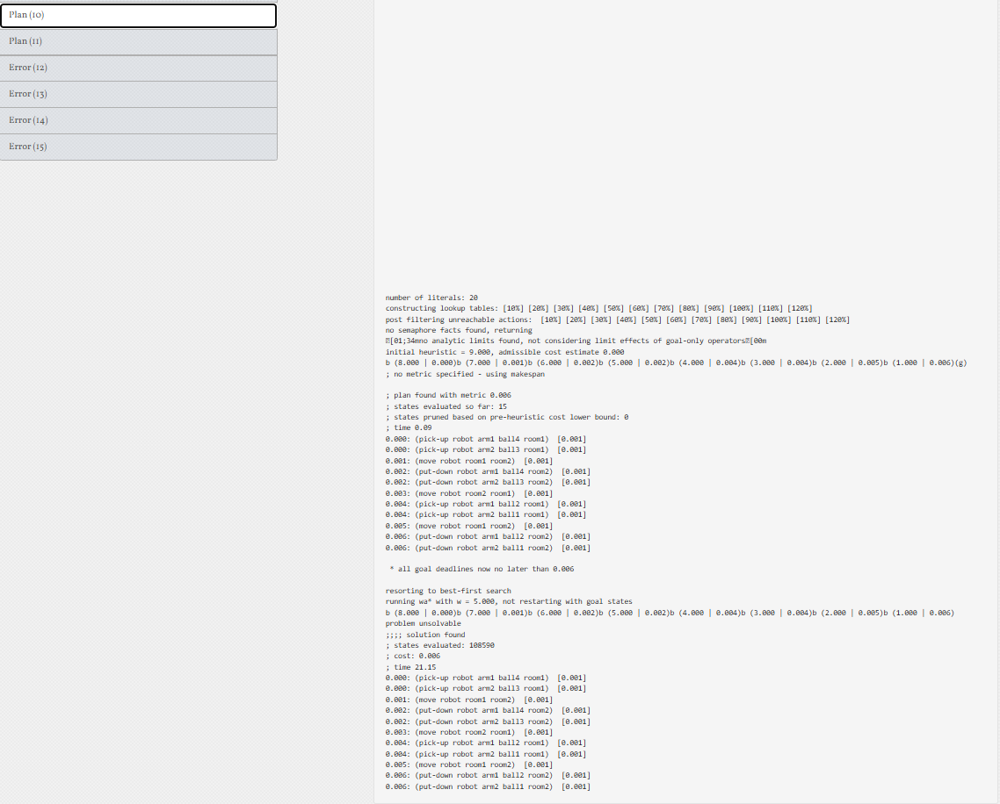 Plan (10)
Plan (11)
Error (12)
Error (13)
Error (14)
Error (15)
number of literals: 20
constructing lookup tables: [10%] [20%] [30%] [40%] [50%] [60%] [70%] [80%] [90%] [100%] [110%] [120%]
post filtering unreachable actions:  [10%] [20%] [30%] [40%] [50%] [60%] [70%] [80%] [90%] [100%] [110%] [120%]
no semaphore facts found, returning
[01;34mno analytic limits found, not considering limit effects of goal-only operators[00m
initial heuristic = 9.000, admissible cost estimate 0.000
b (8.000 | 0.000)b (7.000 | 0.001)b (6.000 | 0.002)b (5.000 | 0.002)b (4.000 | 0.004)b (3.000 | 0.004)b (2.000 | 0.005)b (1.000 | 0.006)(g)
; no metric specified - using makespan
; plan found with metric 0.006
; states evaluated so far: 15
; states pruned based on pre-heuristic cost lower bound: 0
; time 0.09
0.000: (pick-up robot arm1 ball4 room1)  [0.001]
0.000: (pick-up robot arm2 ball3 room1)  [0.001]
0.001: (move robot room1 room2)  [0.001]
0.002: (put-down robot arm1 ball4 room2)  [0.001]
0.002: (put-down robot arm2 ball3 room2)  [0.001]
0.003: (move robot room2 room1)  [0.001]
0.004: (pick-up robot arm1 ball2 room1)  [0.001]
0.004: (pick-up robot arm2 ball1 room1)  [0.001]
0.005: (move robot room1 room2)  [0.001]
0.006: (put-down robot arm1 ball2 room2)  [0.001]
0.006: (put-down robot arm2 ball1 room2)  [0.001]
* all goal deadlines now no later than 0.006
resorting to best-first search
running wa* with w = 5.000, not restarting with goal states
b (8.000 | 0.000)b (7.000 | 0.001)b (6.000 | 0.002)b (5.000 | 0.002)b (4.000 | 0.004)b (3.000 | 0.004)b (2.000 | 0.005)b (1.000 | 0.006)
problem unsolvable
;;;; solution found
; states evaluated: 108590
; cost: 0.006
; time 21.15
0.000: (pick-up robot arm1 ball4 room1)  [0.001]
0.000: (pick-up robot arm2 ball3 room1)  [0.001]
0.001: (move robot room1 room2)  [0.001]
0.002: (put-down robot arm1 ball4 room2)  [0.001]
0.002: (put-down robot arm2 ball3 room2)  [0.001]
0.003: (move robot room2 room1)  [0.001]
0.004: (pick-up robot arm1 ball2 room1)  [0.001]
0.004: (pick-up robot arm2 ball1 room1)  [0.001]
0.005: (move robot room1 room2)  [0.001]
0.006: (put-down robot arm1 ball2 room2)  [0.001]
0.006: (put-down robot arm2 ball1 room2)  [0.001]